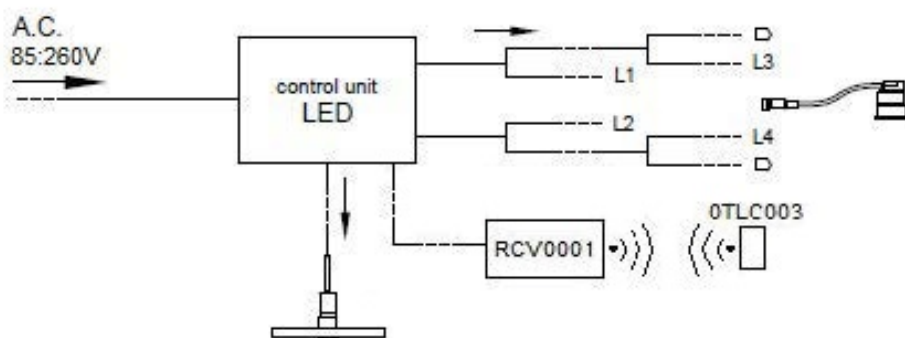 A.C.
85:260V
control unit
LED
L1
L3
L2
L4
0TLC003
RCV0001